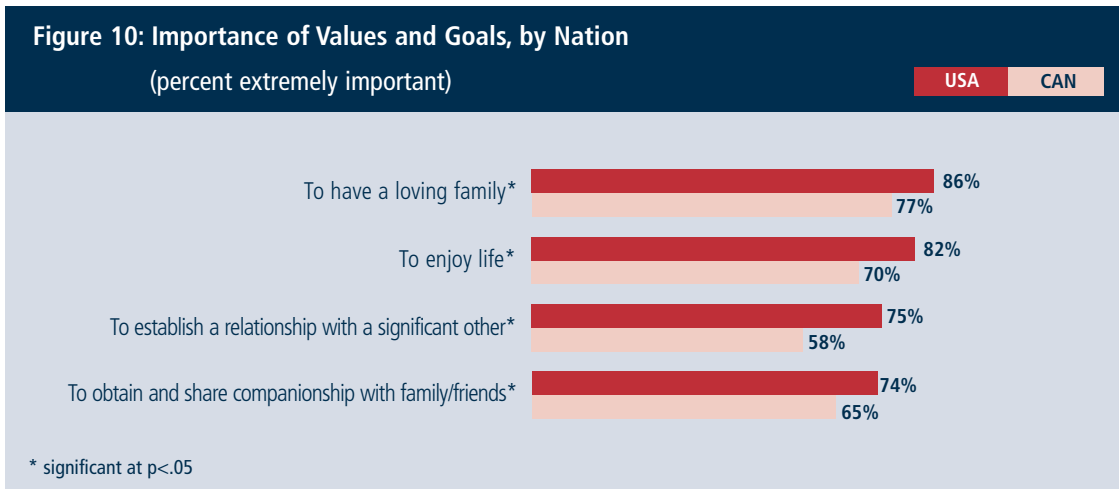 Figure 10: Importance of Values and Goals, by Nation
(percent extremely important)
USA CAN
To have a loving family*
86%
77%
To enjoy life*
82%
70%
To establish a relationship with a significant other*
75%
58%
To obtain and share companionship with family/friends*
74%
65%
* significant at p<.05